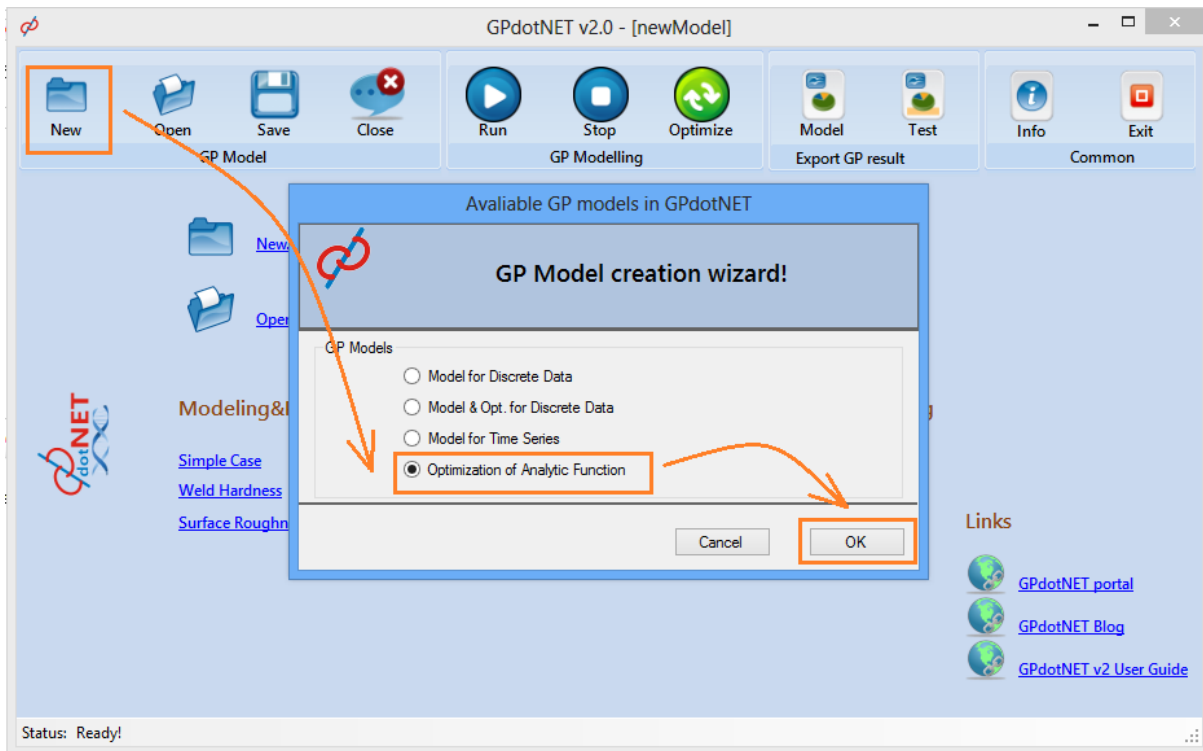 GPdotNET v2.0 - [newModel]
New Open Save Close Run Stop Optimize Model Test Info Exit
GP Model GP Modelling Export GP result Common
Avaliable GP models in GPdotNET
GP Model creation wizard!
New
Open
GP Models
Model for Discrete Data
Model & Opt. for Discrete Data
Model for Time Series
Optimization of Analytic Function
Cancel OK
GPdotNET
Modeling&
Simple Case
Weld Hardness
Surface Roughn
Links
GPdotNET portal
GPdotNET Blog
GPdotNET v2 User Guide
Status: Ready!